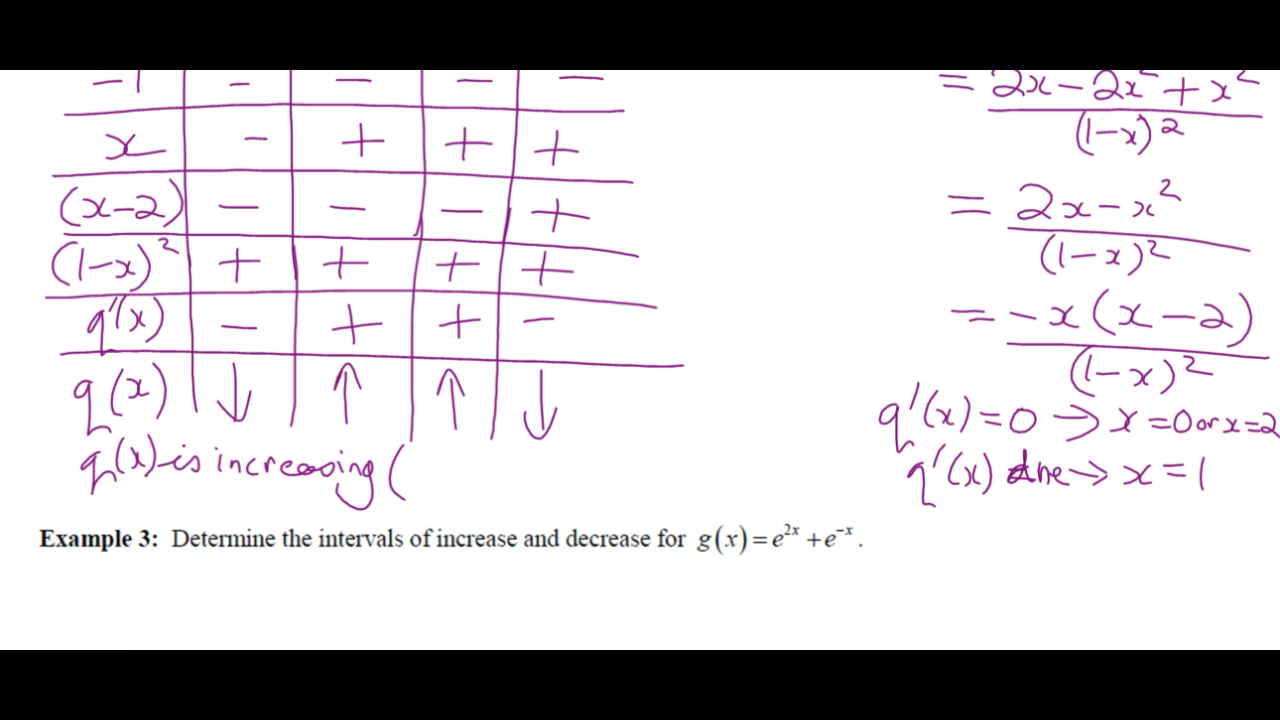 -1 | - | - | - | -
x | - | + | + | +
(x-2) | - | - | - | +
(1-x)² | + | + | + | +
q'(x) | - | + | + | -
q(x) | ↓ | ↑ | ↑ | ↓
q(x) is increasing (
= (2x-2x²+x²)/(1-x)²
= (2x-x²)/(1-x)²
= -x(x-2)/(1-x)²
q'(x)=0 → x=0 or x=2
q'(x) dne → x=1
Example 3: Determine the intervals of increase and decrease for g(x)=e²ˣ+e⁻ˣ.